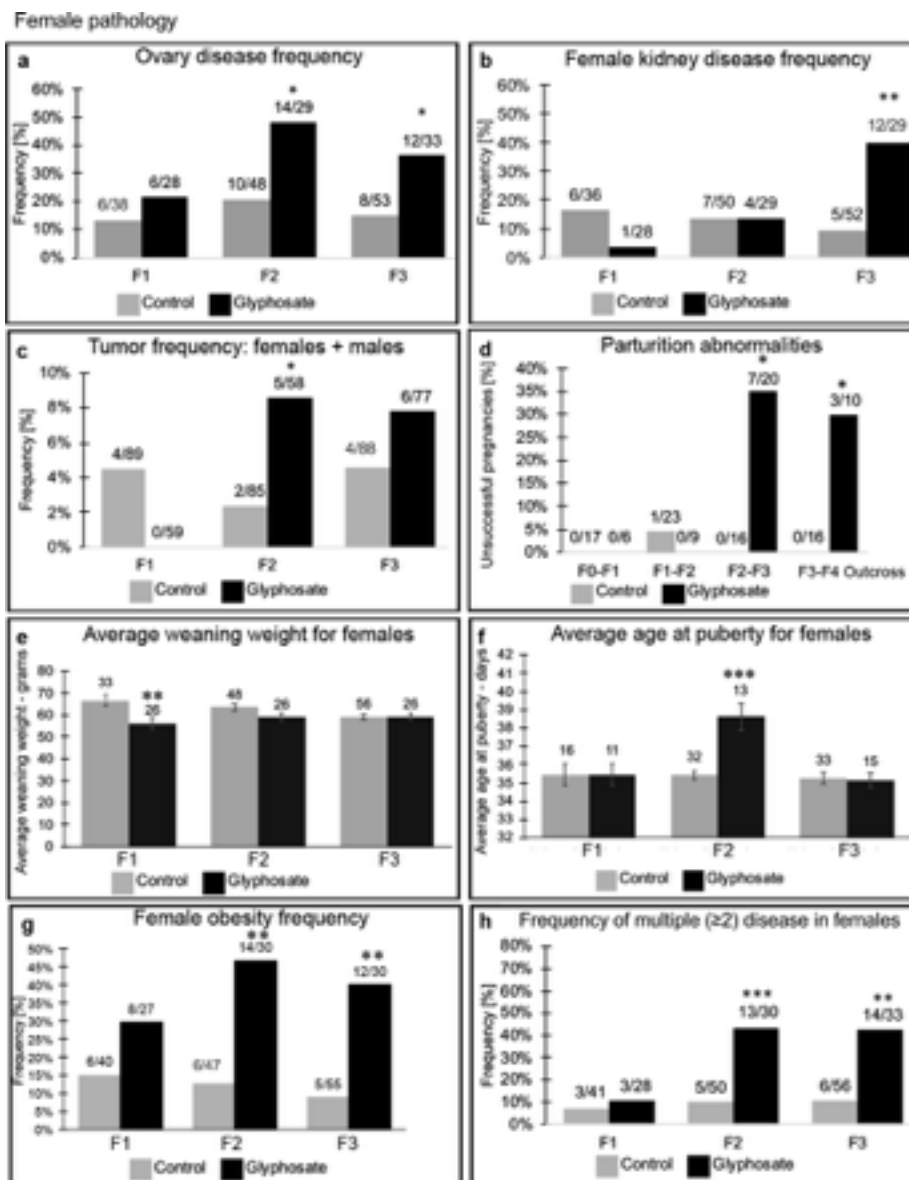 Female pathology
a
Ovary disease frequency
Frequency [%]
60%
50%
40%
30%
20%
10%
0%
6/38
6/28
10/48
*
14/29
8/53
*
12/33
F1
F2
F3
Control
Glyphosate
b
Female kidney disease frequency
Frequency [%]
60%
50%
40%
30%
20%
10%
0%
6/36
1/28
7/50
4/29
5/52
**
12/29
F1
F2
F3
Control
Glyphosate
c
Tumor frequency: females + males
Frequency [%]
10%
8%
6%
4%
2%
0%
4/89
0/59
2/85
*
5/58
4/88
6/77
F1
F2
F3
Control
Glyphosate
d
Parturition abnormalities
Unsuccessful pregnancies [%]
40%
35%
30%
25%
20%
15%
10%
5%
0%
0/17
0/6
1/23
0/9
0/16
*
7/20
0/16
*
3/10
F0-F1
F1-F2
F2-F3
F3-F4 Outcross
Control
Glyphosate
e
Average weaning weight for females
Average weaning weight - grams
80
70
60
50
40
30
20
10
0
33
**
26
48
26
56
26
F1
F2
F3
Control
Glyphosate
f
Average age at puberty for females
Average age at puberty - days
42
41
40
39
38
37
36
35
34
33
32
16
11
32
***
13
33
15
F1
F2
F3
Control
Glyphosate
g
Female obesity frequency
Frequency [%]
50%
45%
40%
35%
30%
25%
20%
15%
10%
5%
0%
6/40
8/27
6/47
**
14/30
5/55
**
12/30
F1
F2
F3
Control
Glyphosate
h
Frequency of multiple (≥2) disease in females
Frequency [%]
80%
70%
60%
50%
40%
30%
20%
10%
0%
3/41
3/28
5/50
***
13/30
6/56
**
14/33
F1
F2
F3
Control
Glyphosate